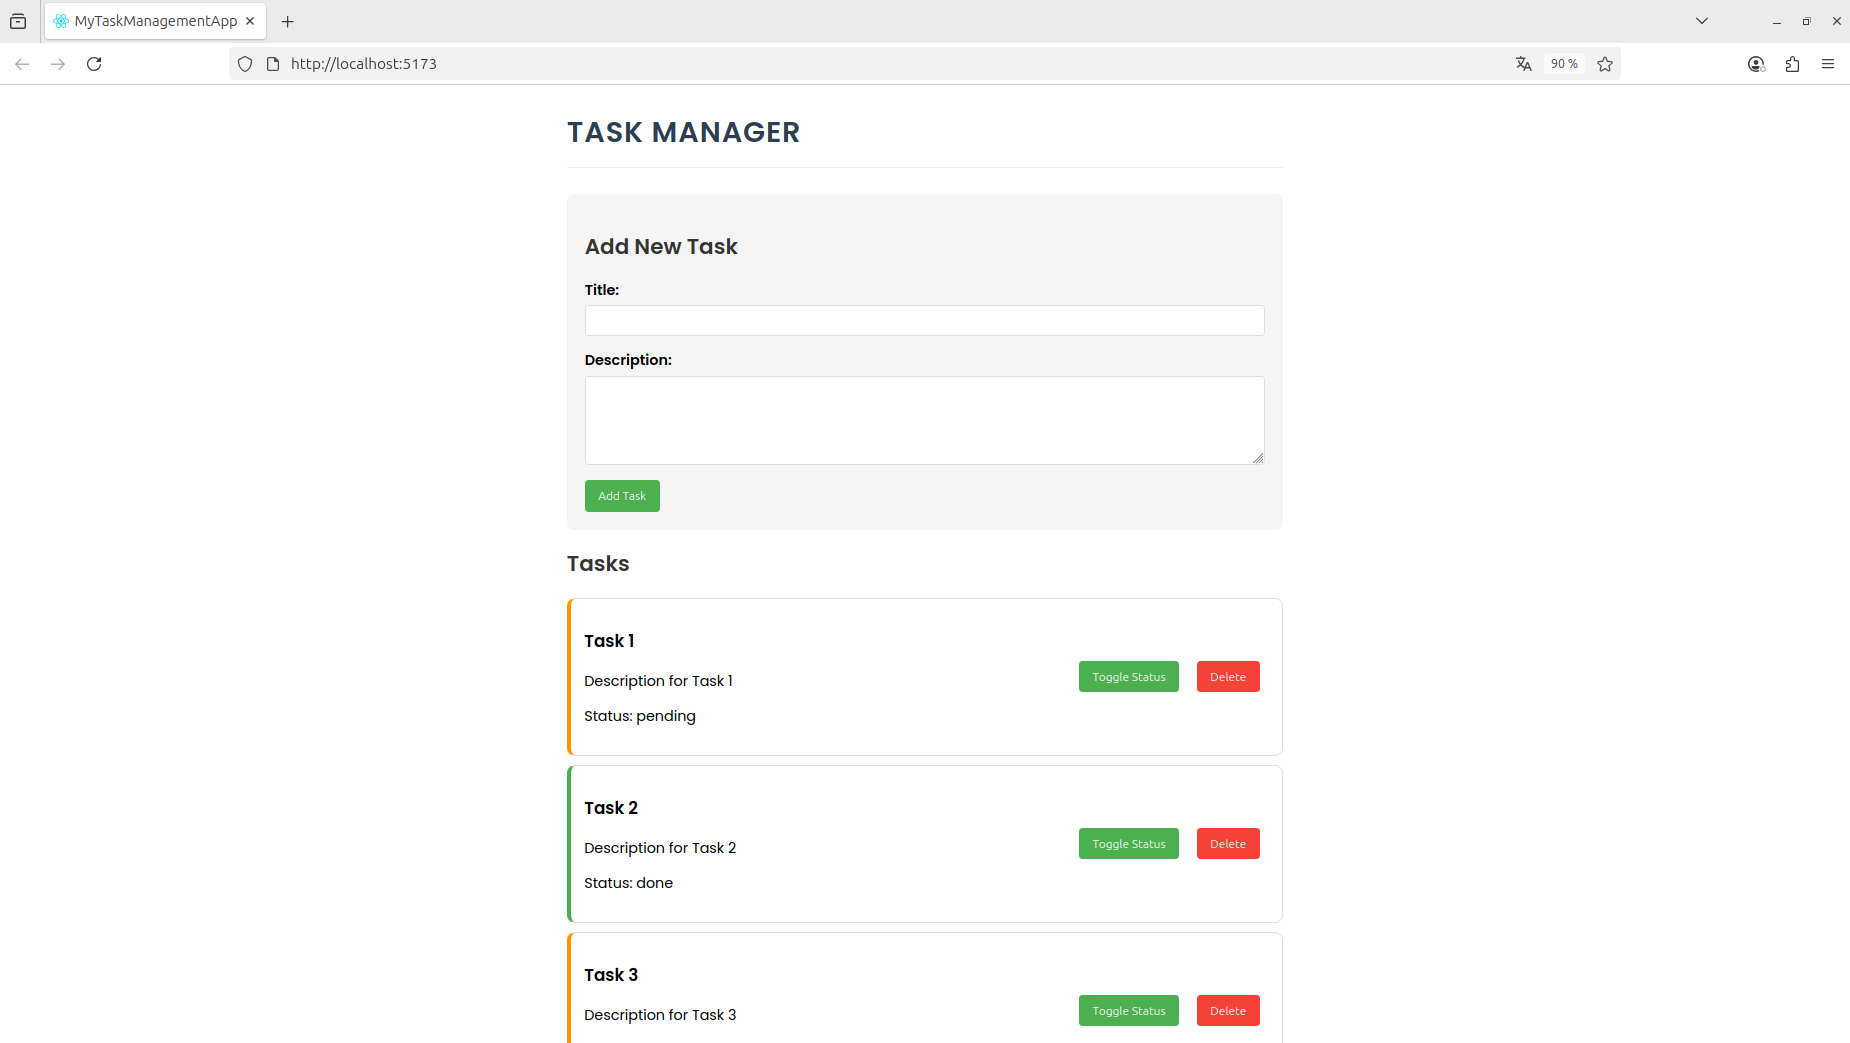 MyTaskManagementApp
http://localhost:5173
90 %
TASK MANAGER
Add New Task
Title:
Description:
Add Task
Tasks
Task 1
Description for Task 1
Status: pending
Toggle Status
Delete
Task 2
Description for Task 2
Status: done
Toggle Status
Delete
Task 3
Description for Task 3
Toggle Status
Delete